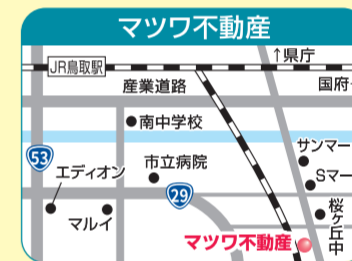 マツワ不動産
↑県庁
JR鳥取駅
産業道路
国府
南中学校
サンマー
53
エディオン
市立病院
Sマー
29
マルイ
桜ヶ丘中
マツワ不動産